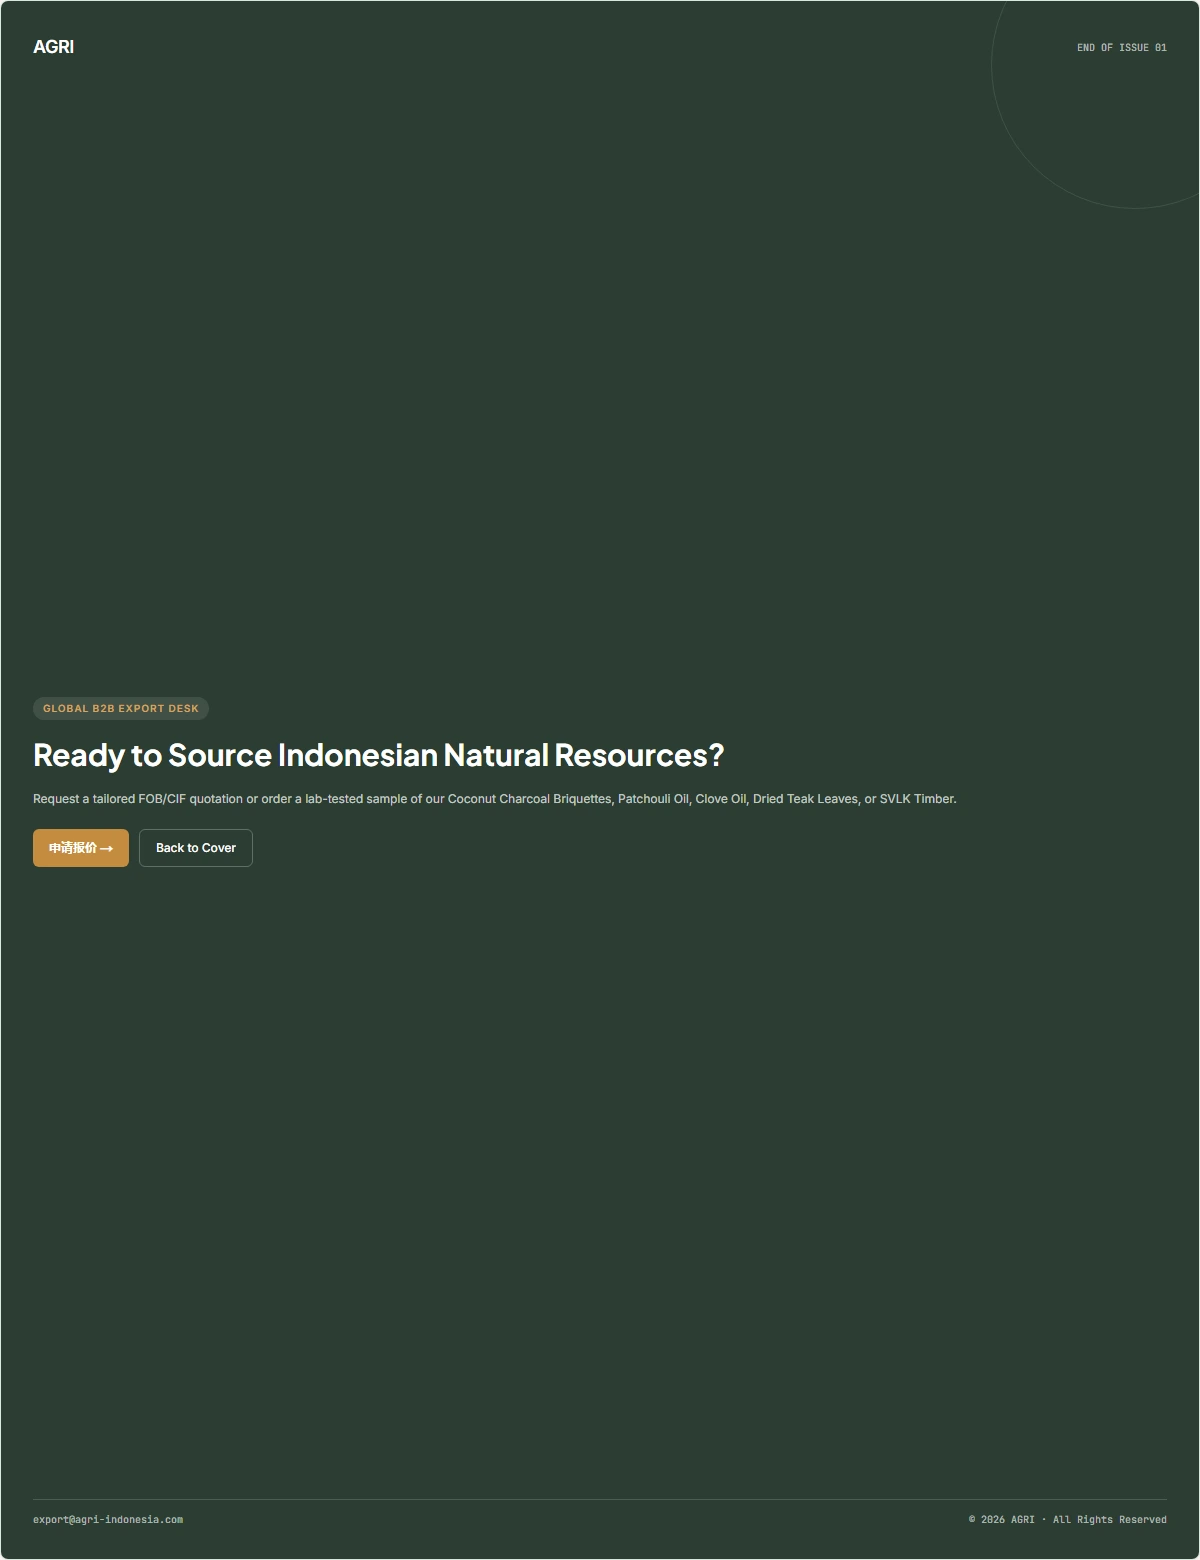 AGRI
END OF ISSUE 01
GLOBAL B2B EXPORT DESK
Ready to Source Indonesian Natural Resources?
Request a tailored FOB/CIF quotation or order a lab-tested sample of our Coconut Charcoal Briquettes, Patchouli Oil, Clove Oil, Dried Teak Leaves, or SVLK Timber.
申请报价 →
Back to Cover
export@agri-indonesia.com
© 2026 AGRI · All Rights Reserved